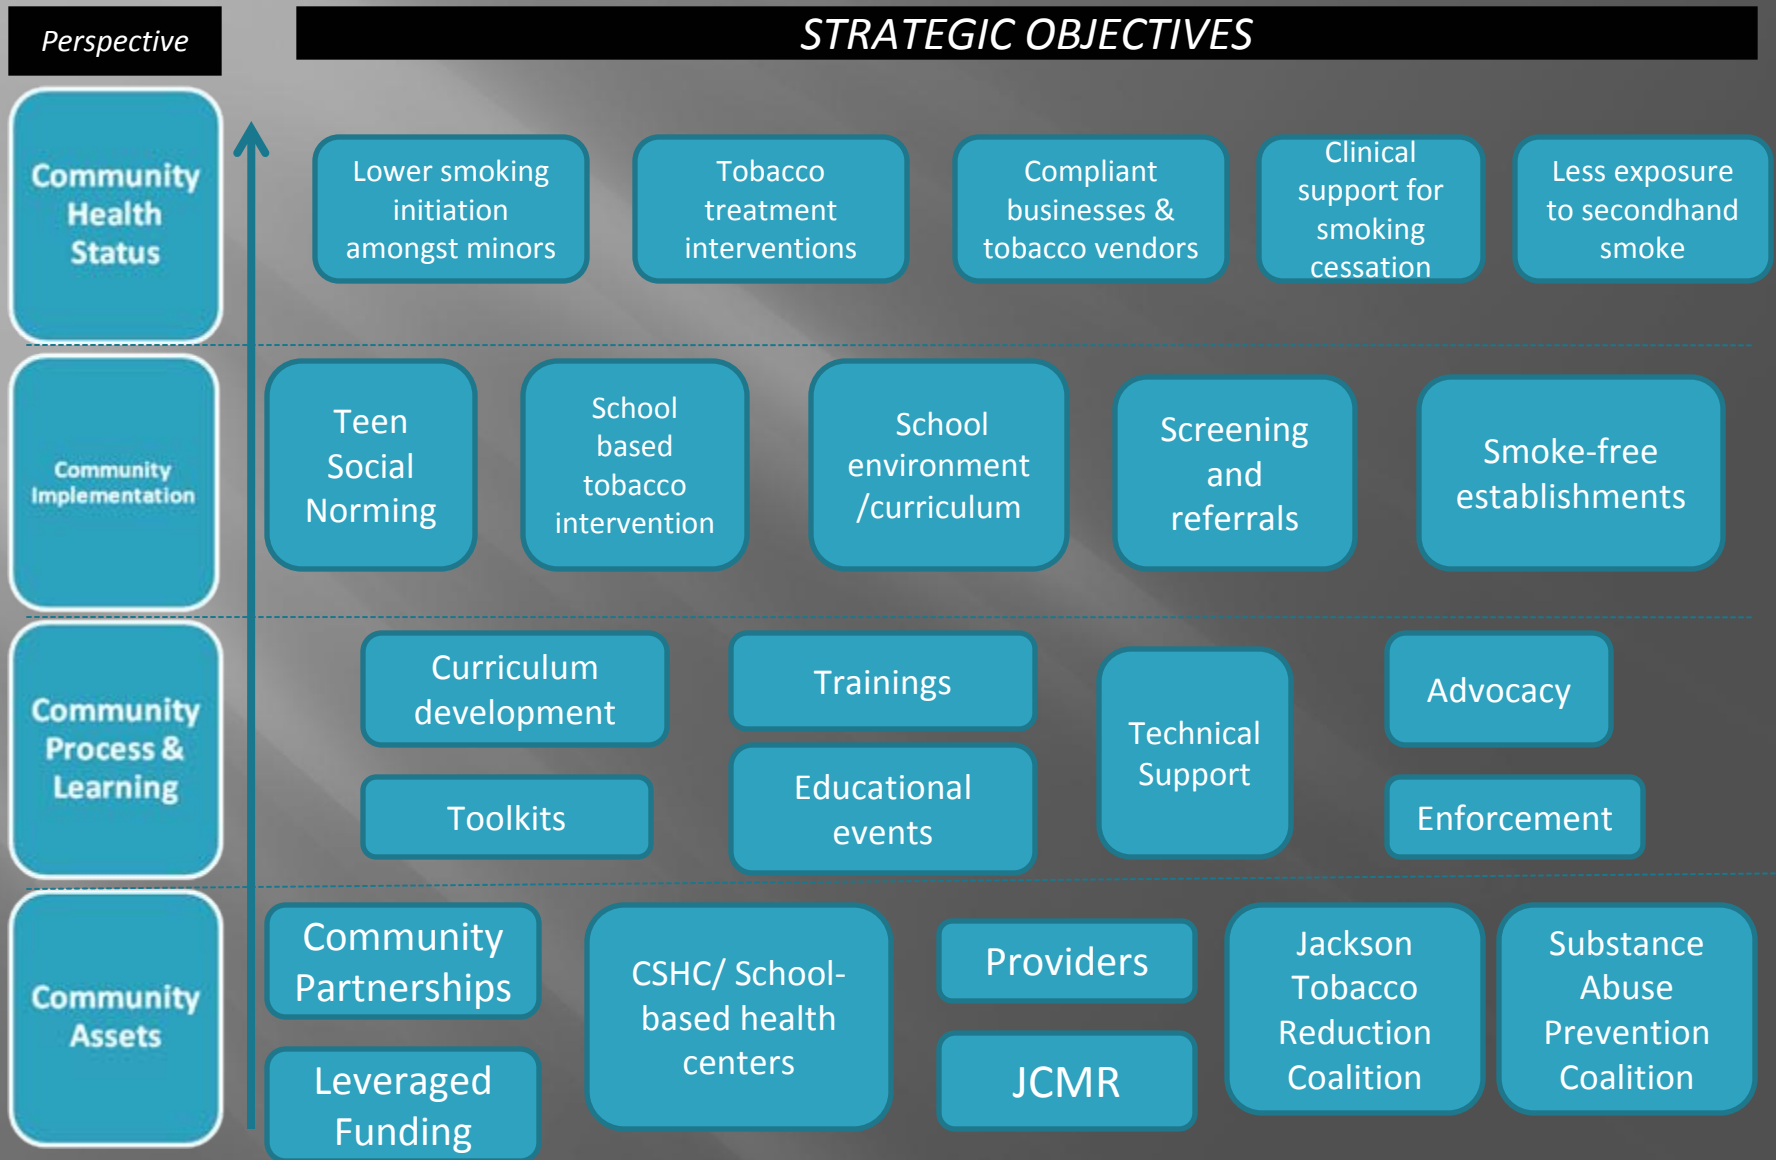 Perspective
STRATEGIC OBJECTIVES
Community
Health
Status
Lower smoking
initiation
amongst minors
Tobacco
treatment
interventions
Compliant
businesses &
tobacco vendors
Clinical
support for
smoking
cessation
Less exposure
to secondhand
smoke
Community
Implementation
Teen
Social
Norming
School
based
tobacco
intervention
School
environment
/curriculum
Screening
and
referrals
Smoke-free
establishments
Community
Process &
Learning
Curriculum
development
Toolkits
Trainings
Educational
events
Technical
Support
Advocacy
Enforcement
Community
Assets
Community
Partnerships
Leveraged
Funding
CSHC/ School-
based health
centers
Providers
JCMR
Jackson
Tobacco
Reduction
Coalition
Substance
Abuse
Prevention
Coalition